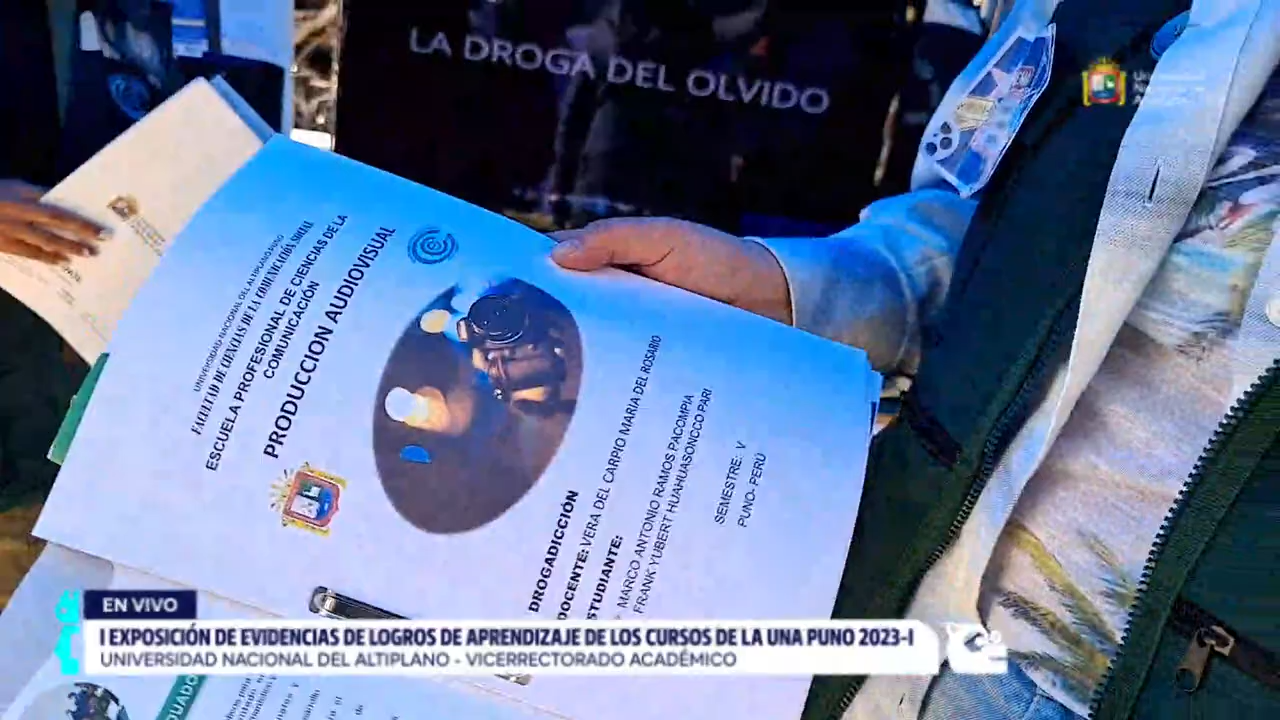 LA DROGA DEL OLVIDO
UNIVERSIDAD NACIONAL DEL ALTIPLANO PUNO
FACULTAD DE CIENCIAS DE LA COMUNICACIÓN SOCIAL
ESCUELA PROFESIONAL DE CIENCIAS DE LA
COMUNICACIÓN
PRODUCCION AUDIOVISUAL
DROGADICCIÓN
DOCENTE: VERA DEL CARPIO MARIA DEL ROSARIO
STUDIANTE:
MARCO ANTONIO RAMOS PACOMPIA
FRANK YUBERT HUAHUASONCCO PARI
SEMESTRE: V
PUNO- PERÚ
EN VIVO
I EXPOSICIÓN DE EVIDENCIAS DE LOGROS DE APRENDIZAJE DE LOS CURSOS DE LA UNA PUNO 2023-I
UNIVERSIDAD NACIONAL DEL ALTIPLANO - VICERRECTORADO ACADÉMICO